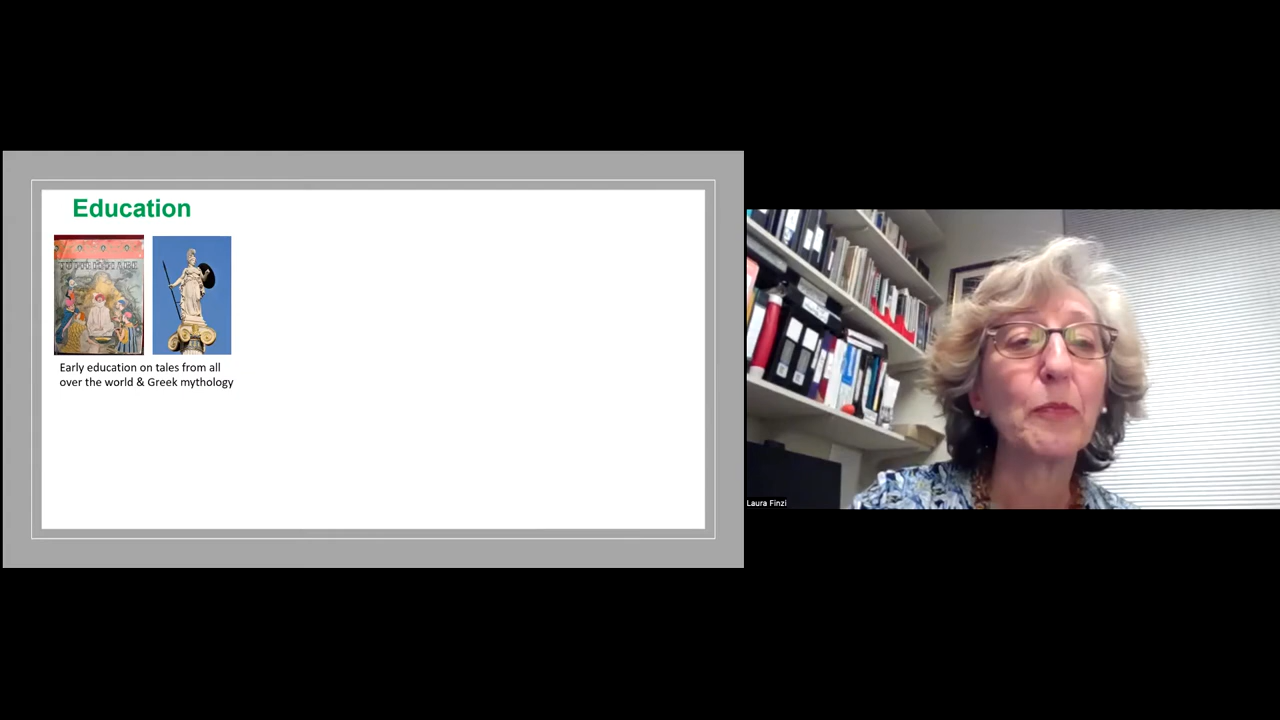 Education
Early education on tales from all
over the world & Greek mythology
Laura Finzi